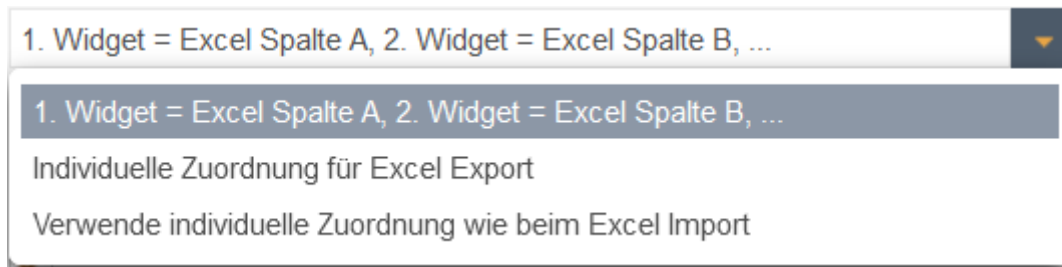 1. Widget = Excel Spalte A, 2. Widget = Excel Spalte B, ...
1. Widget = Excel Spalte A, 2. Widget = Excel Spalte B, ...
Individuelle Zuordnung für Excel Export
Verwende individuelle Zuordnung wie beim Excel Import